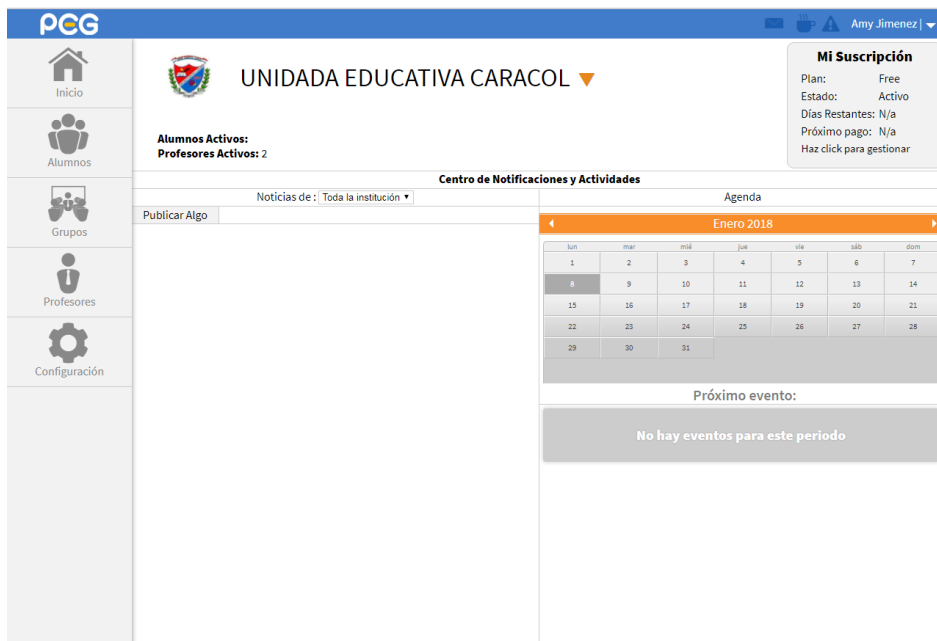 PCG
Amy Jimenez |
Inicio
Alumnos
Grupos
Profesores
Configuración
UNIDADA EDUCATIVA CARACOL
Alumnos Activos:
Profesores Activos: 2
Mi Suscripción
Plan: Free
Estado: Activo
Días Restantes: N/a
Próximo pago: N/a
Haz click para gestionar
Centro de Notificaciones y Actividades
Noticias de : Toda la institución
Publicar Algo
Agenda
Enero 2018
lun mar mié jue vie sáb dom
1 2 3 4 5 6 7
8 9 10 11 12 13 14
15 16 17 18 19 20 21
22 23 24 25 26 27 28
29 30 31
Próximo evento:
No hay eventos para este periodo